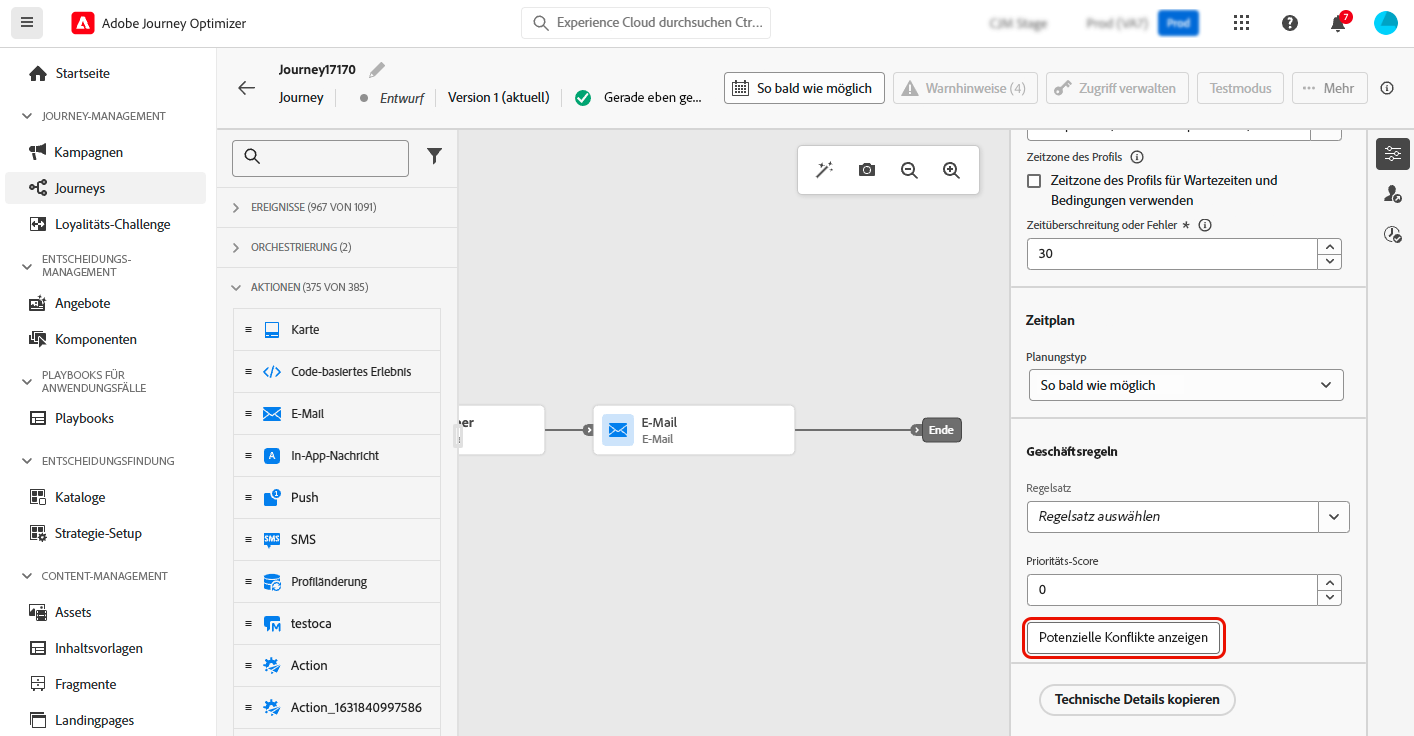 Adobe Journey Optimizer
Experience Cloud durchsuchen Ctr...
CJM Stage
Prod (VA7)
Prod
7
Startseite
JOURNEY-MANAGEMENT
Kampagnen
Journeys
Loyalitäts-Challenge
ENTSCHEIDUNGS-
MANAGEMENT
Angebote
Komponenten
PLAYBOOKS FÜR
ANWENDUNGSFÄLLE
Playbooks
ENTSCHEIDUNGSFINDUNG
Kataloge
Strategie-Setup
CONTENT-MANAGEMENT
Assets
Inhaltsvorlagen
Fragmente
Landingpages
Journey17170
Journey
Entwurf
Version 1 (aktuell)
Gerade eben ge...
So bald wie möglich
Warnhinweise (4)
Zugriff verwalten
Testmodus
Mehr
EREIGNISSE (967 VON 1091)
ORCHESTRIERUNG (2)
AKTIONEN (375 VON 385)
Karte
Code-basiertes Erlebnis
E-Mail
In-App-Nachricht
Push
SMS
Profiländerung
testoca
Action
Action_1631840997586
E-Mail
E-Mail
Ende
Zeitzone des Profils
Zeitzone des Profils für Wartezeiten und
Bedingungen verwenden
Zeitüberschreitung oder Fehler *
30
Zeitplan
Planungstyp
So bald wie möglich
Geschäftsregeln
Regelsatz
Regelsatz auswählen
Prioritäts-Score
0
Potenzielle Konflikte anzeigen
Technische Details kopieren